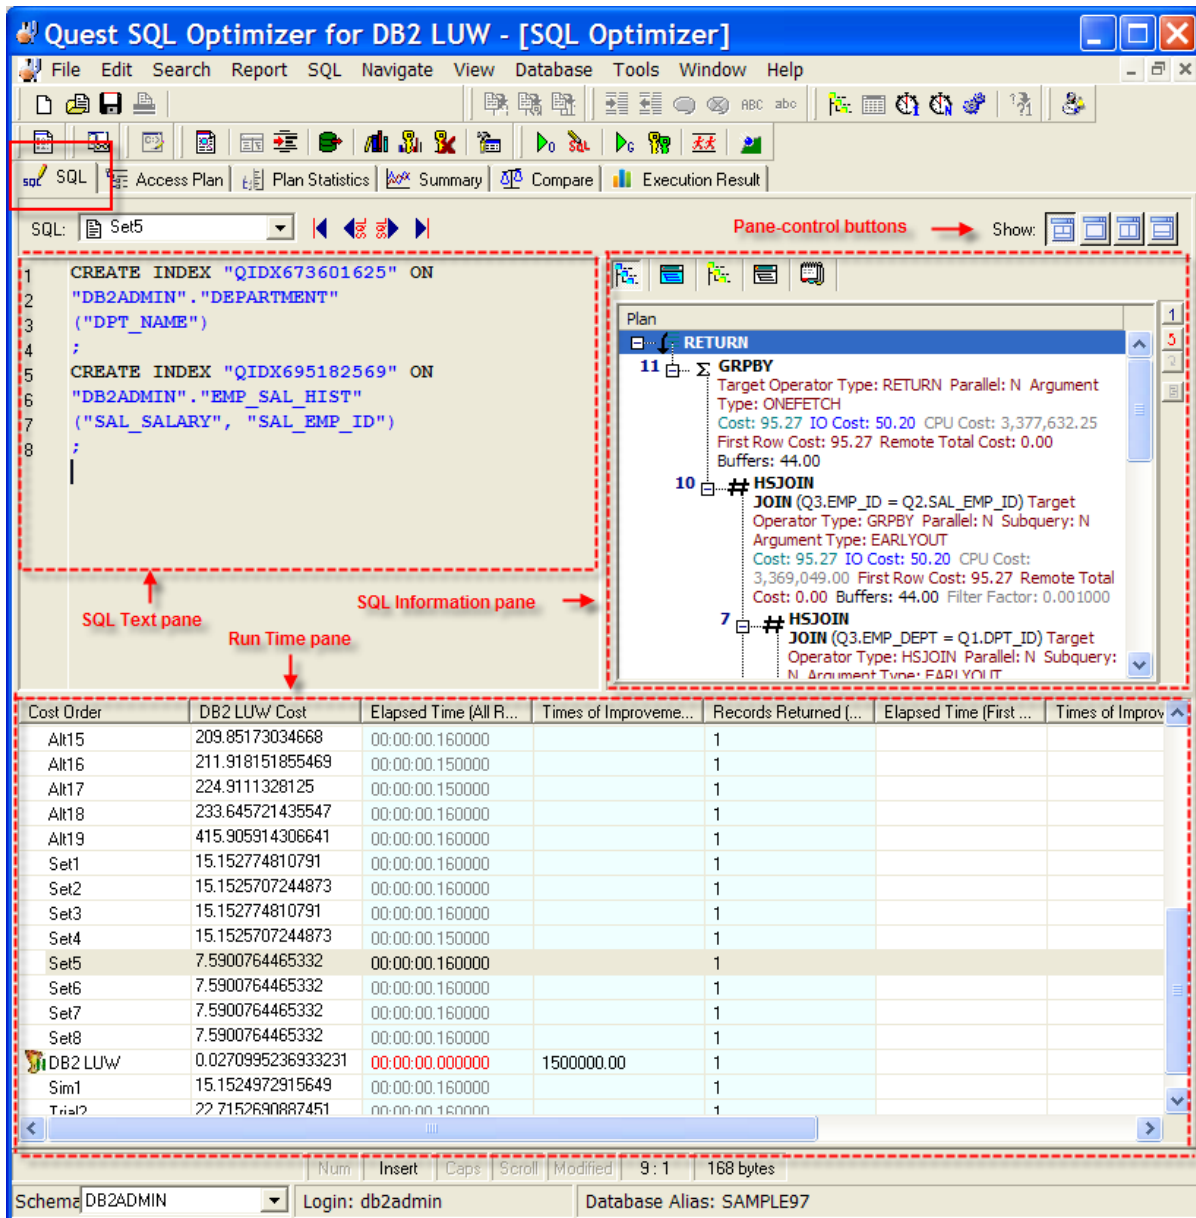 Quest SQL Optimizer for DB2 LUW - [SQL Optimizer]
File Edit Search Report SQL Navigate View Database Tools Window Help
ABC abc
SQL Access Plan Plan Statistics Summary Compare Execution Result
SQL: Set5
Pane-control buttons Show:
1 CREATE INDEX "QIDX673601625" ON
2 "DB2ADMIN"."DEPARTMENT"
3 ("DPT_NAME")
4 ;
5 CREATE INDEX "QIDX695182569" ON
6 "DB2ADMIN"."EMP_SAL_HIST"
7 ("SAL_SALARY", "SAL_EMP_ID")
8 ;
SQL Text pane
SQL Information pane
Run Time pane
Plan
RETURN
11 GRPBY
Target Operator Type: RETURN Parallel: N Argument
Type: ONEFETCH
Cost: 95.27 IO Cost: 50.20 CPU Cost: 3,377,632.25
First Row Cost: 95.27 Remote Total Cost: 0.00
Buffers: 44.00
10 HSJOIN
JOIN (Q3.EMP_ID = Q2.SAL_EMP_ID) Target
Operator Type: GRPBY Parallel: N Subquery: N
Argument Type: EARLYOUT
Cost: 95.27 IO Cost: 50.20 CPU Cost:
3,369,049.00 First Row Cost: 95.27 Remote Total
Cost: 0.00 Buffers: 44.00 Filter Factor: 0.001000
7 HSJOIN
JOIN (Q3.EMP_DEPT = Q1.DPT_ID) Target
Operator Type: HSJOIN Parallel: N Subquery:
N Argument Type: EARLYOUT
1
5
Cost Order DB2 LUW Cost Elapsed Time (All R... Times of Improveme... Records Returned (... Elapsed Time (First ... Times of Improv
Alt15 209.85173034668 00:00:00.160000 1
Alt16 211.918151855469 00:00:00.150000 1
Alt17 224.9111328125 00:00:00.150000 1
Alt18 233.645721435547 00:00:00.160000 1
Alt19 415.905914306641 00:00:00.160000 1
Set1 15.152774810791 00:00:00.160000 1
Set2 15.1525707244873 00:00:00.160000 1
Set3 15.152774810791 00:00:00.160000 1
Set4 15.1525707244873 00:00:00.150000 1
Set5 7.5900764465332 00:00:00.160000 1
Set6 7.5900764465332 00:00:00.160000 1
Set7 7.5900764465332 00:00:00.160000 1
Set8 7.5900764465332 00:00:00.160000 1
DB2 LUW 0.0270995236933231 00:00:00.000000 1500000.00 1
Sim1 15.1524972915649 00:00:00.160000 1
Trial2 22.7152690887451 00:00:00.160000 1
Num Insert Caps Scroll Modified 9 : 1 168 bytes
Schema DB2ADMIN Login: db2admin Database Alias: SAMPLE97